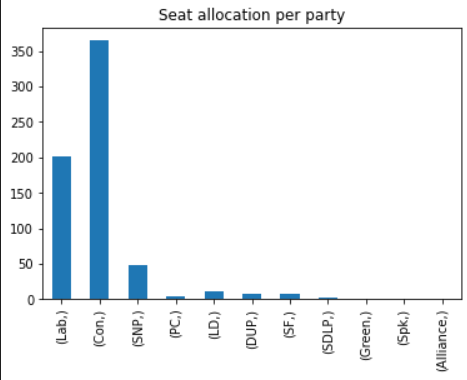 Seat allocation per party
350
300
250
200
150
100
50
0
(Lab,)
(Con,)
(SNP,)
(PC,)
(LD,)
(DUP,)
(SF,)
(SDLP,)
(Green,)
(Spk,)
(Alliance,)